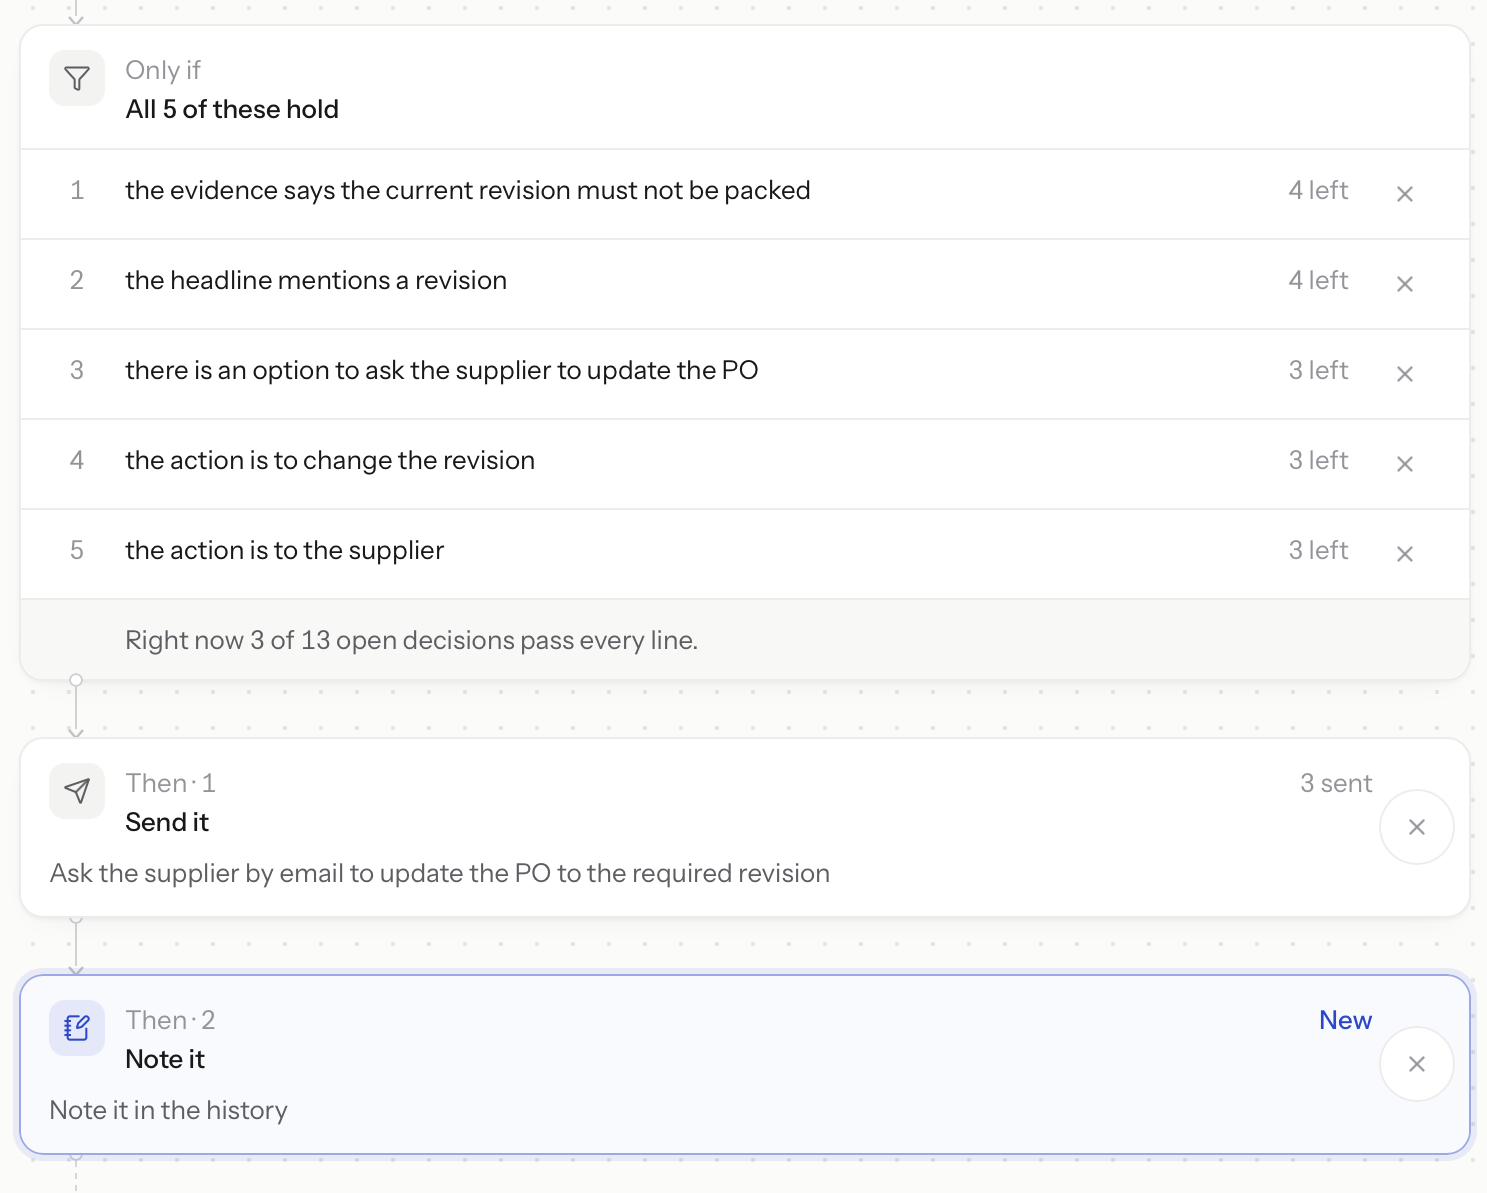 Only if
All 5 of these hold
1 the evidence says the current revision must not be packed 4 left
2 the headline mentions a revision 4 left
3 there is an option to ask the supplier to update the PO 3 left
4 the action is to change the revision 3 left
5 the action is to the supplier 3 left
Right now 3 of 13 open decisions pass every line.
Then · 1 3 sent
Send it
Ask the supplier by email to update the PO to the required revision
Then · 2 New
Note it
Note it in the history